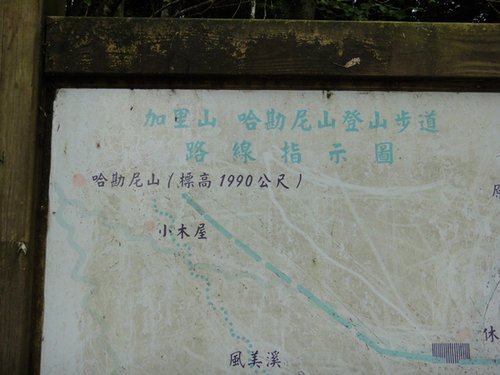 加里山 哈勘尼山登山步道
路線指示圖
哈勘尼山(標高1990公尺)
小木屋
休
風美溪